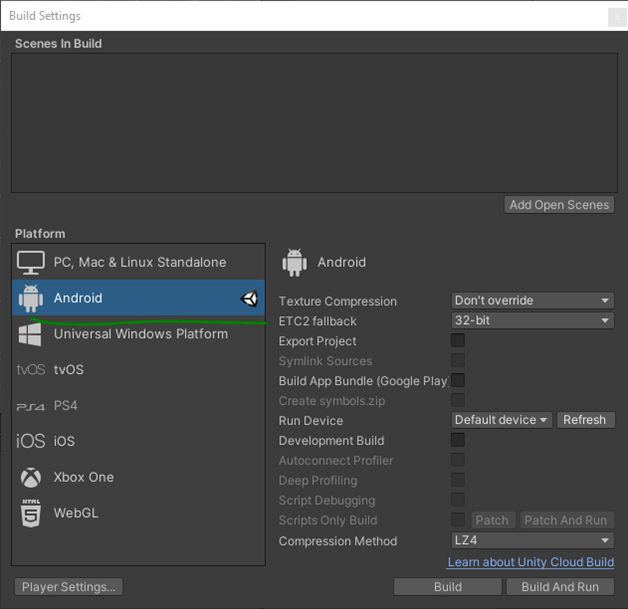 Build Settings
Scenes In Build
Add Open Scenes
Platform
PC, Mac & Linux Standalone
Android
Universal Windows Platform
tvOS tvOS
PS4 PS4
iOS iOS
Xbox One
HTML 5 WebGL
Android
Texture Compression Don't override
ETC2 fallback 32-bit
Export Project
Symlink Sources
Build App Bundle (Google Play
Create symbols.zip
Run Device Default device Refresh
Development Build
Autoconnect Profiler
Deep Profiling
Script Debugging
Scripts Only Build Patch Patch And Run
Compression Method LZ4
Learn about Unity Cloud Build
Player Settings... Build Build And Run